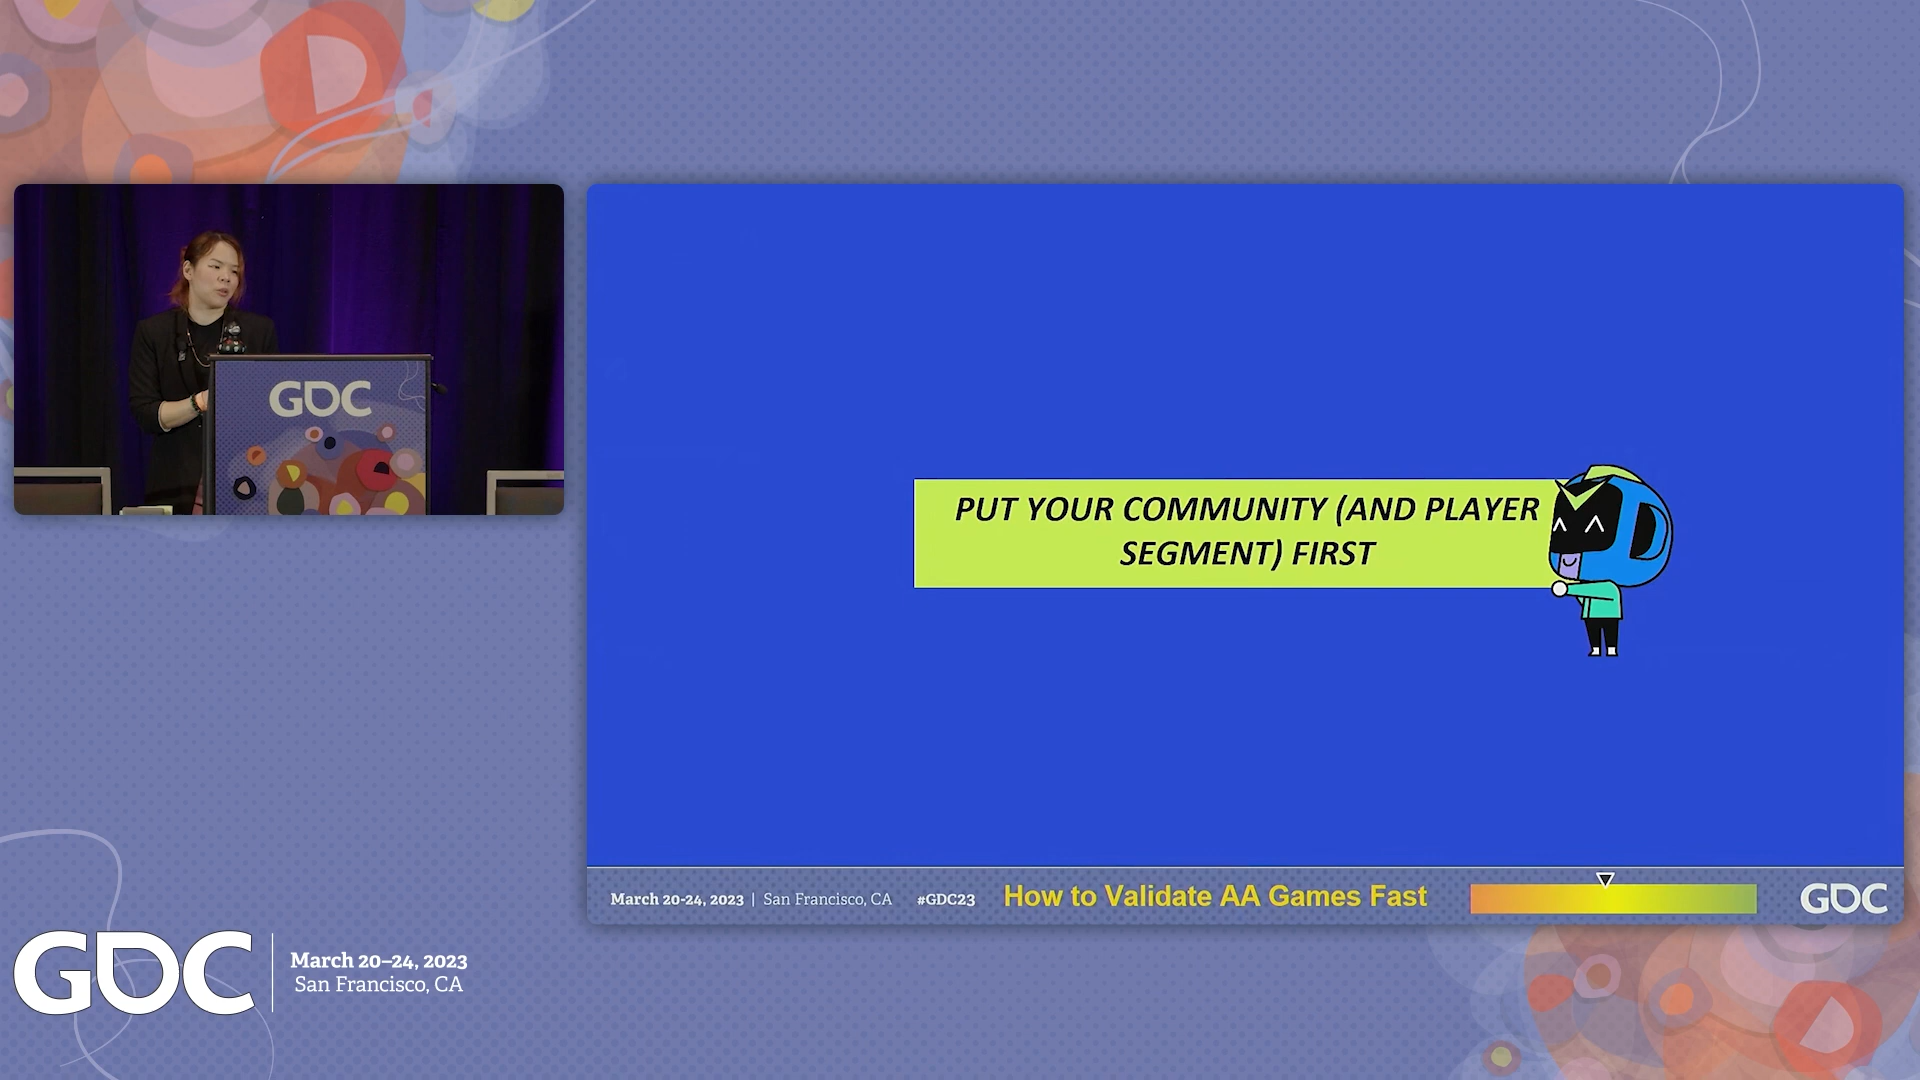 GDC
PUT YOUR COMMUNITY (AND PLAYER
SEGMENT) FIRST
D
March 20-24, 2023 | San Francisco, CA #GDC23 How to Validate AA Games Fast GDC
GDC
March 20–24, 2023
San Francisco, CA